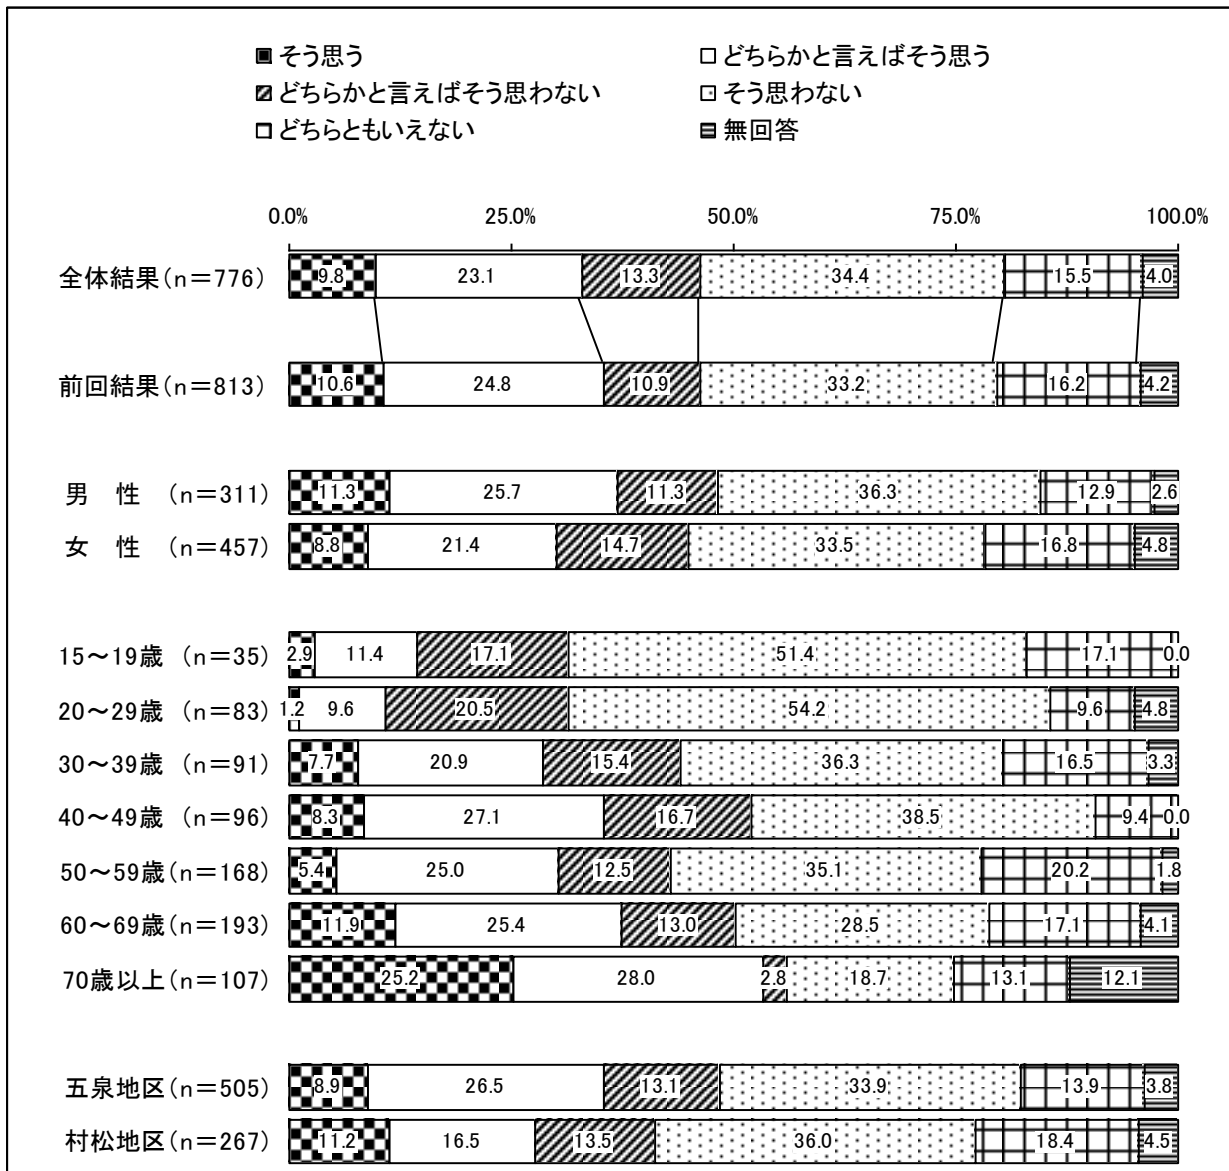 そう思う どちらかと言えばそう思う
どちらかと言えばそう思わない そう思わない
どちらともいえない 無回答
0.0% 25.0% 50.0% 75.0% 100.0%
全体結果(n=776) 9.8 23.1 13.3 34.4 15.5 4.0
前回結果(n=813) 10.6 24.8 10.9 33.2 16.2 4.2
男 性 (n=311) 11.3 25.7 11.3 36.3 12.9 2.6
女 性 (n=457) 8.8 21.4 14.7 33.5 16.8 4.8
15~19歳 (n=35) 2.9 11.4 17.1 51.4 17.1 0.0
20~29歳 (n=83) 1.2 9.6 20.5 54.2 9.6 4.8
30~39歳 (n=91) 7.7 20.9 15.4 36.3 16.5 3.3
40~49歳 (n=96) 8.3 27.1 16.7 38.5 9.4 0.0
50~59歳(n=168) 5.4 25.0 12.5 35.1 20.2 1.8
60~69歳(n=193) 11.9 25.4 13.0 28.5 17.1 4.1
70歳以上(n=107) 25.2 28.0 2.8 18.7 13.1 12.1
五泉地区(n=505) 8.9 26.5 13.1 33.9 13.9 3.8
村松地区(n=267) 11.2 16.5 13.5 36.0 18.4 4.5